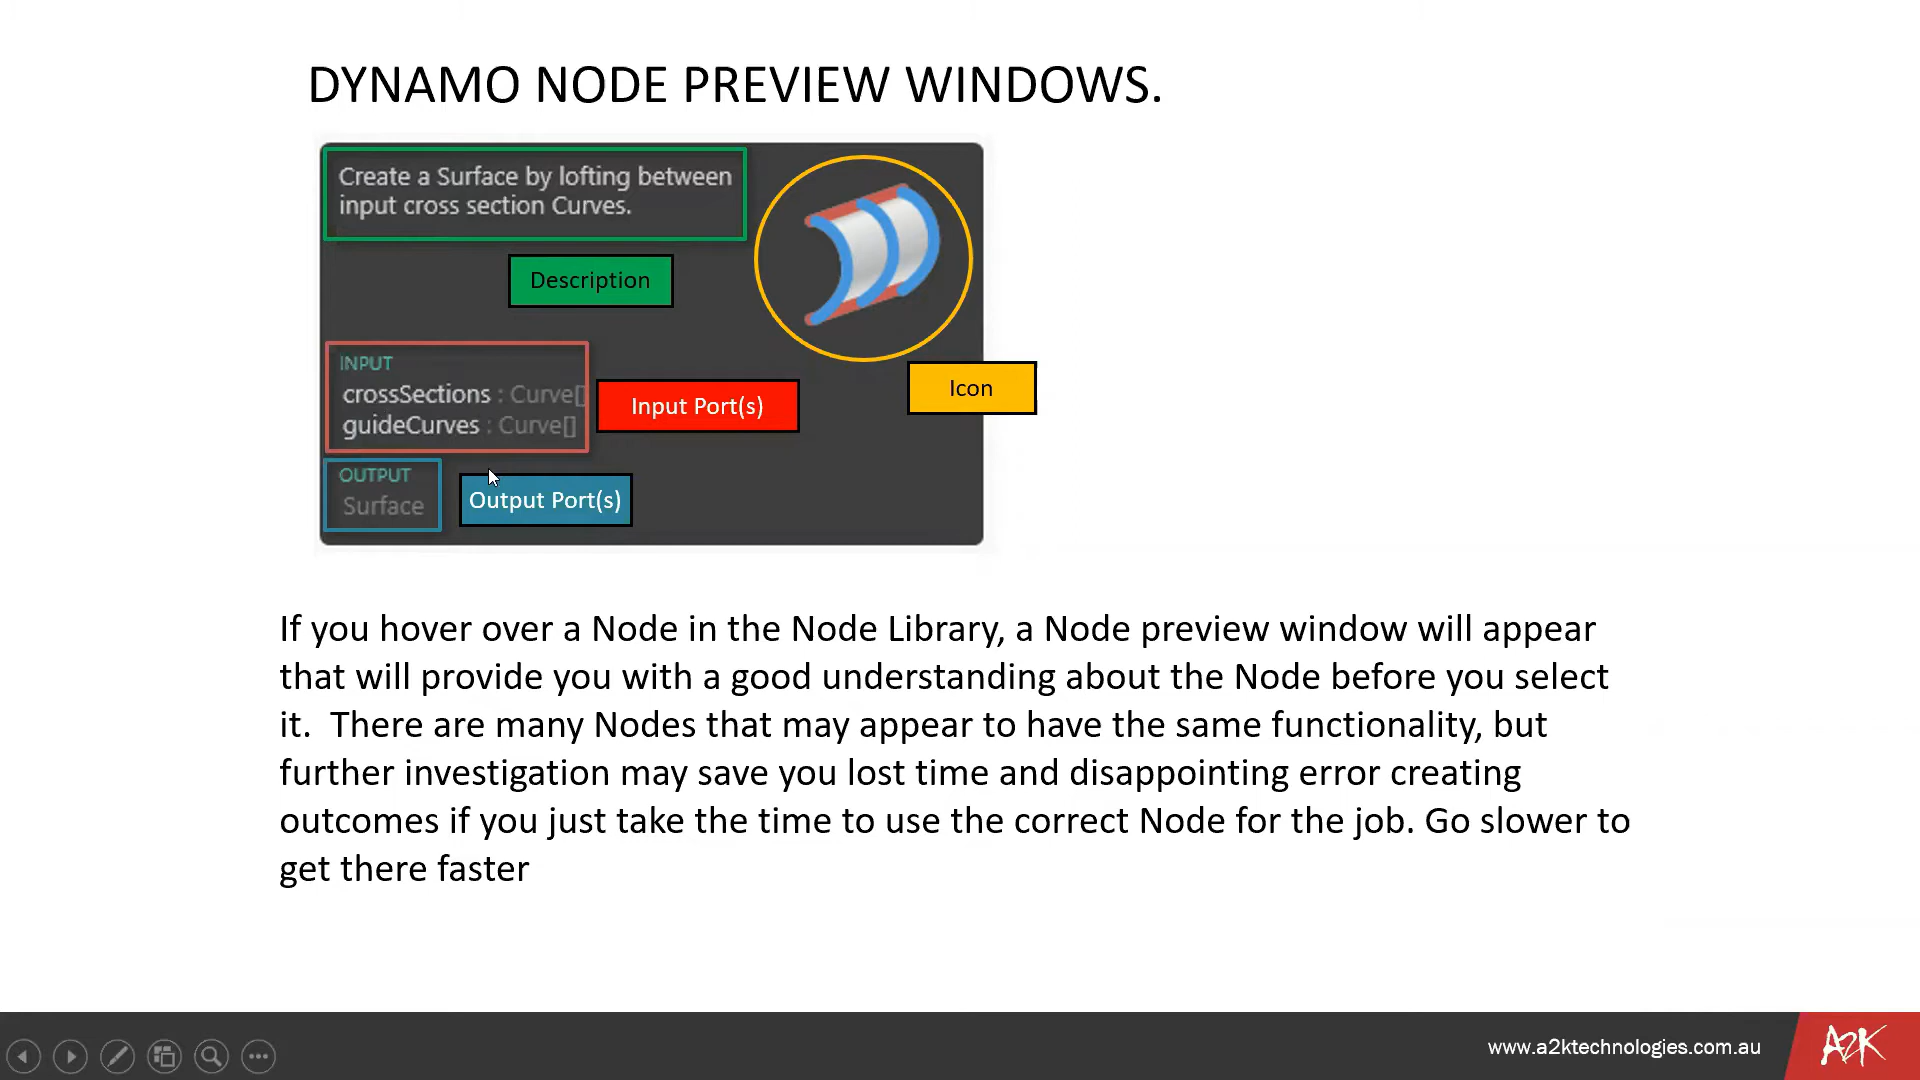 DYNAMO NODE PREVIEW WINDOWS.
Create a Surface by lofting between
input cross section Curves.
Description
INPUT
crossSections : Curve[]
guideCurves : Curve[]
Input Port(s)
Icon
OUTPUT
Surface
Output Port(s)
If you hover over a Node in the Node Library, a Node preview window will appear
that will provide you with a good understanding about the Node before you select
it.  There are many Nodes that may appear to have the same functionality, but
further investigation may save you lost time and disappointing error creating
outcomes if you just take the time to use the correct Node for the job. Go slower to
get there faster
www.a2ktechnologies.com.au
A2K